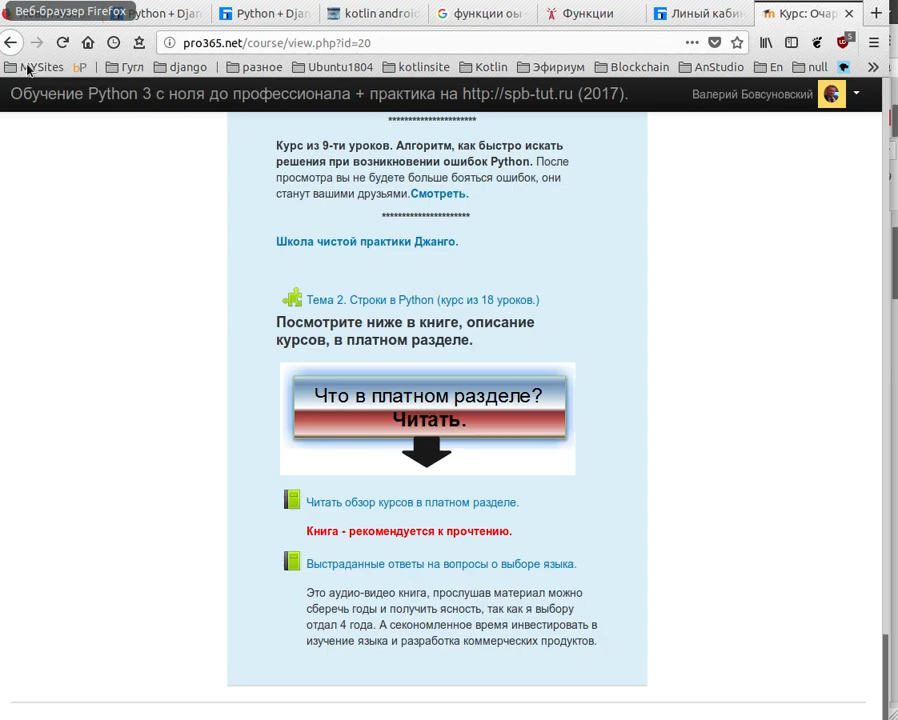 Веб-браузер Firefox
Python + Djan
Python + Djan
kotlin android
функции оы
Функции
Линый каби
Курс: Очар
pro365.net/course/view.php?id=20
5
MYSites
bP
Гугл
django
разное
Ubuntu1804
kotlinsite
Kotlin
Эфириум
Blockchain
AnStudio
En
null
Обучение Python 3 с ноля до профессионала + практика на http://spb-tut.ru (2017).
Валерий Бовсуновский
**********************
Курс из 9-ти уроков. Алгоритм, как быстро искать
решения при возникновении ошибок Python. После
просмотра вы не будете больше бояться ошибок, они
станут вашими друзьями.Смотреть.
**********************
Школа чистой практики Джанго.
Тема 2. Строки в Python (курс из 18 уроков.)
Посмотрите ниже в книге, описание
курсов, в платном разделе.
Что в платном разделе?
Читать.
Читать обзор курсов в платном разделе.
Книга - рекомендуется к прочтению.
Выстраданные ответы на вопросы о выборе языка.
Это аудио-видео книга, прослушав материал можно
сберечь годы и получить ясность, так как я выбору
отдал 4 года. А секономленное время инвестировать в
изучение языка и разработка коммерческих продуктов.